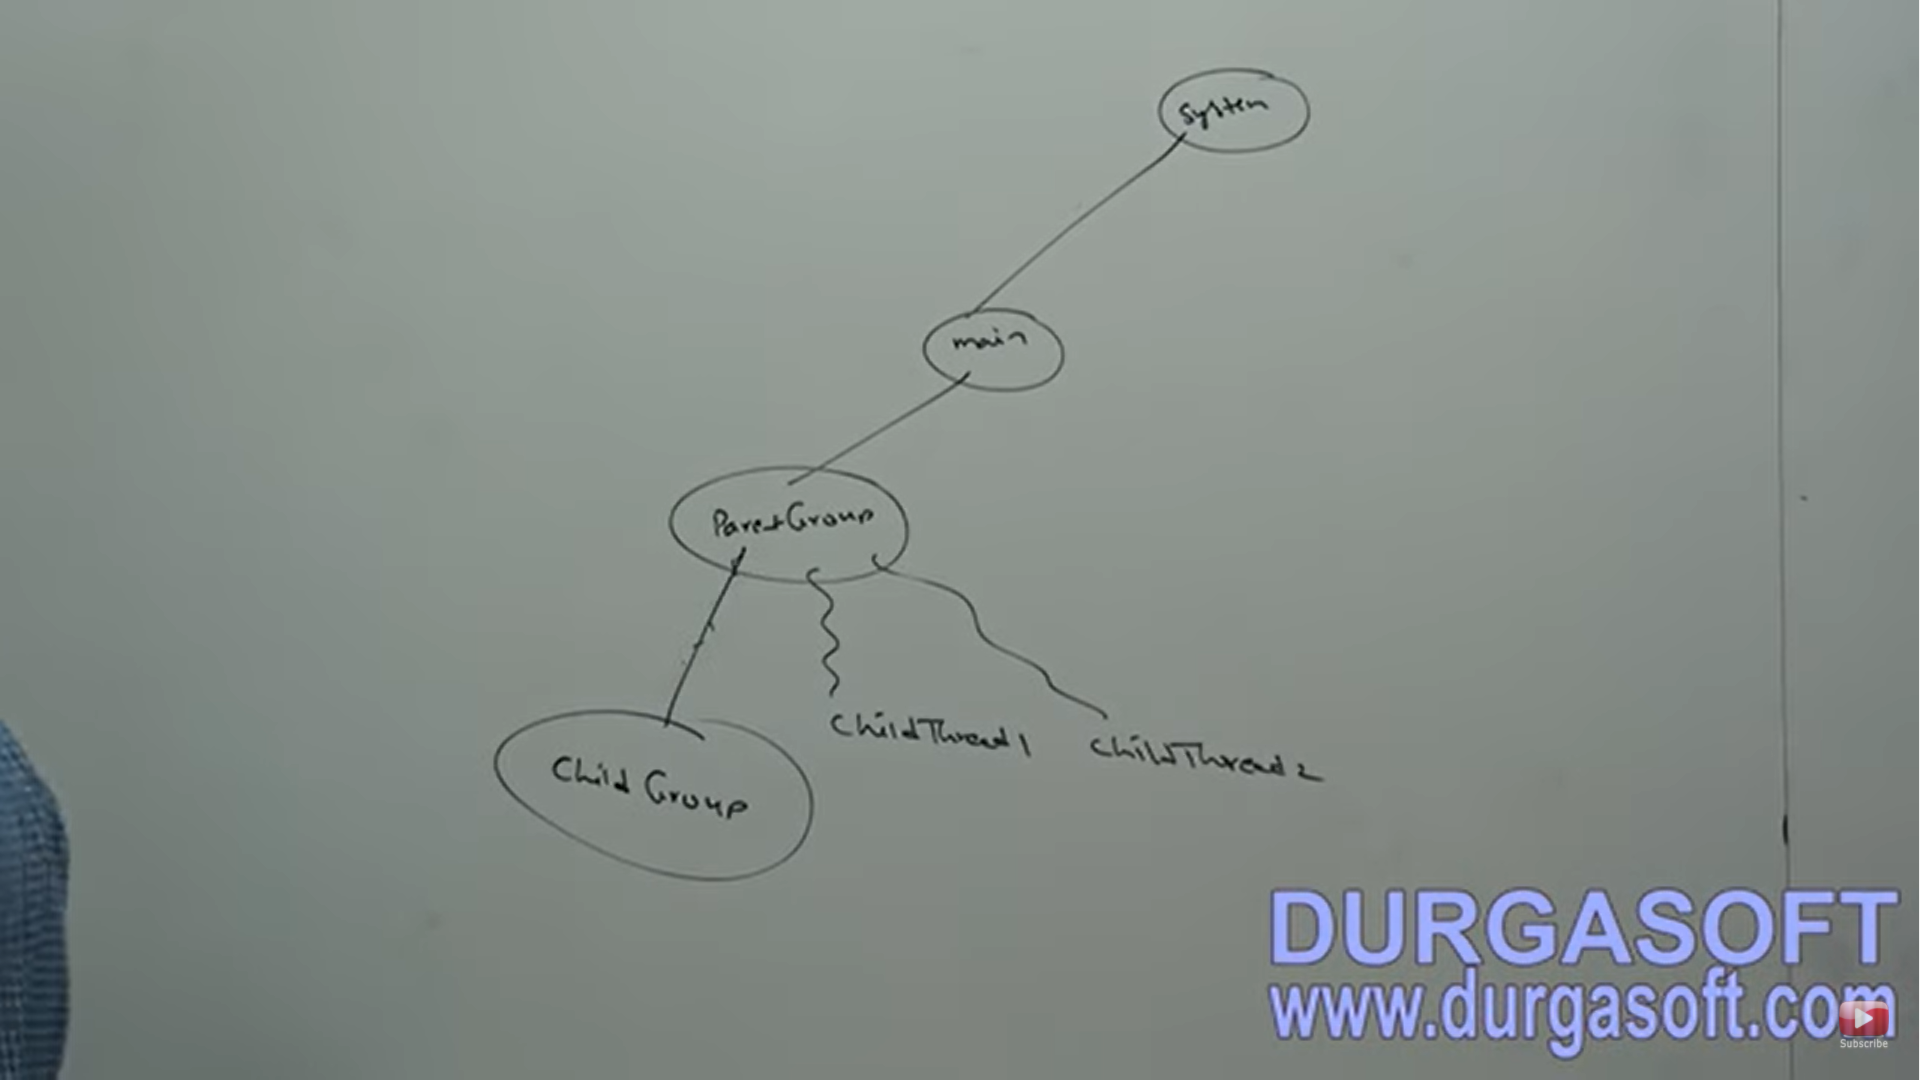 System
main
ParentGroup
Child Group
ChildThread1
ChildThread2
DURGASOFT
www.durgasoft.com
Subscribe